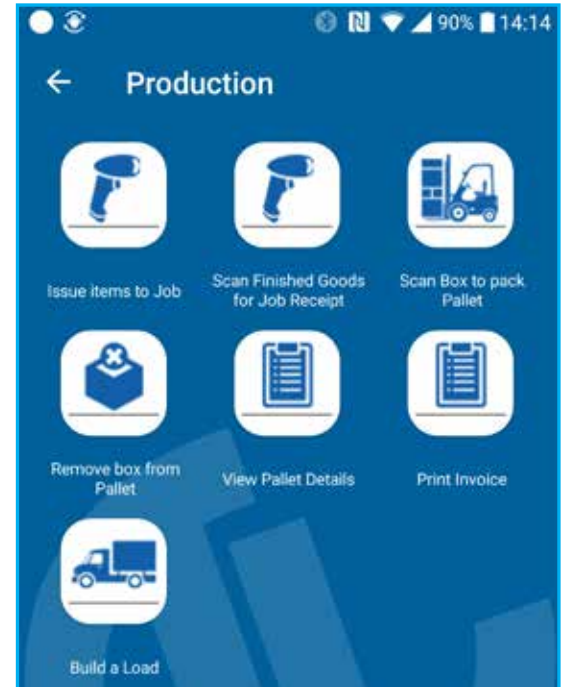 90% 14:14
Production
Issue items to Job
Scan Finished Goods
for Job Receipt
Scan Box to pack
Pallet
Remove box from
Pallet
View Pallet Details
Print Invoice
Build a Load